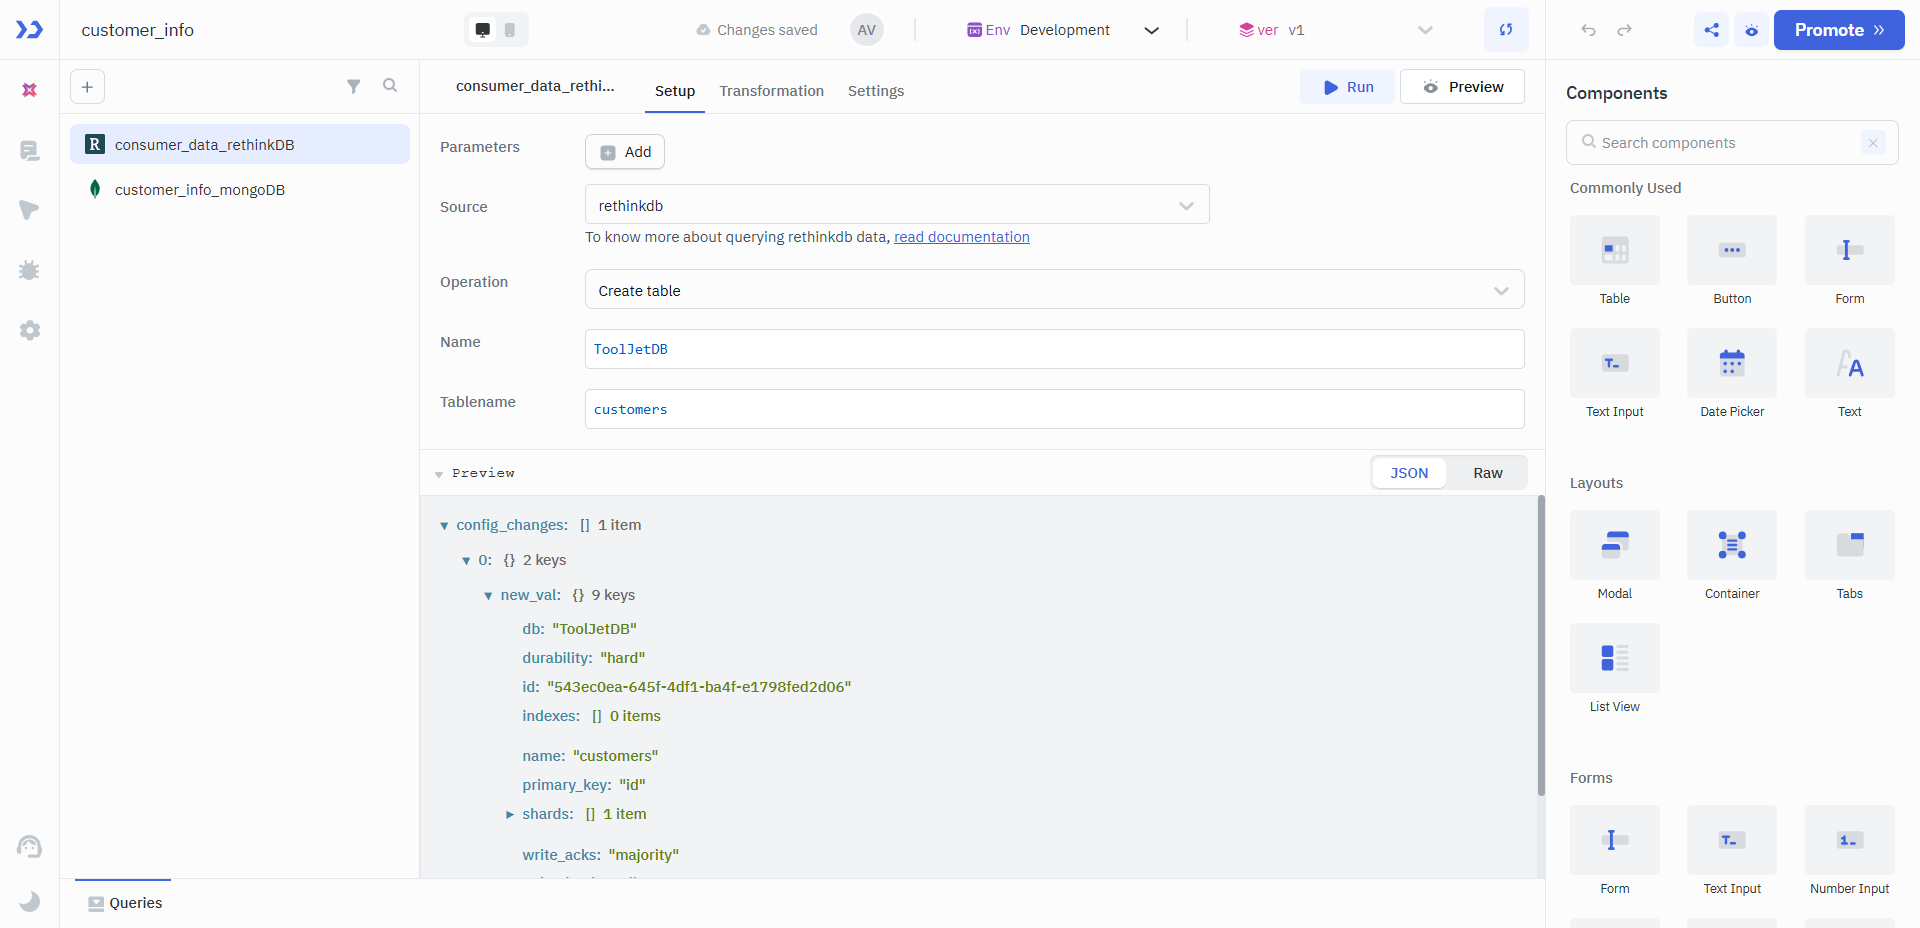 customer_info
Changes saved
AV
Env Development
ver v1
Promote
consumer_data_rethinkDB
customer_info_mongoDB
consumer_data_rethi...
Setup
Transformation
Settings
Run
Preview
Parameters
Add
Source
rethinkdb
To know more about querying rethinkdb data, read documentation
Operation
Create table
Name
ToolJetDB
Tablename
customers
Preview
JSON
Raw
config_changes: [] 1 item
0: {} 2 keys
new_val: {} 9 keys
db: "ToolJetDB"
durability: "hard"
id: "543ec0ea-645f-4df1-ba4f-e1798fed2d06"
indexes: [] 0 items
name: "customers"
primary_key: "id"
shards: [] 1 item
write_acks: "majority"
Queries
Components
Search components
Commonly Used
Table
Button
Form
Text Input
Date Picker
Text
Layouts
Modal
Container
Tabs
List View
Forms
Form
Text Input
Number Input